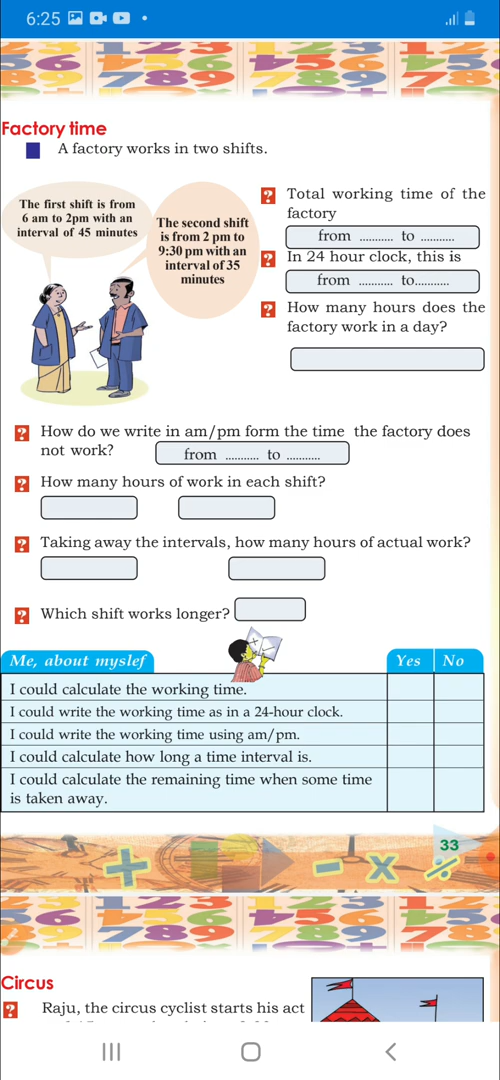 6:25
Factory time
A factory works in two shifts.
The first shift is from
6 am to 2pm with an
interval of 45 minutes
The second shift
is from 2 pm to
9:30 pm with an
interval of 35
minutes
? Total working time of the
factory
from ........... to ...........
? In 24 hour clock, this is
from ........... to...........
? How many hours does the
factory work in a day?
? How do we write in am/pm form the time the factory does
not work?
from ........... to ...........
? How many hours of work in each shift?
? Taking away the intervals, how many hours of actual work?
? Which shift works longer?
Me, about myslef Yes No
I could calculate the working time.
I could write the working time as in a 24-hour clock.
I could write the working time using am/pm.
I could calculate how long a time interval is.
I could calculate the remaining time when some time
is taken away.
33
+ - x ÷
Circus
? Raju, the circus cyclist starts his act